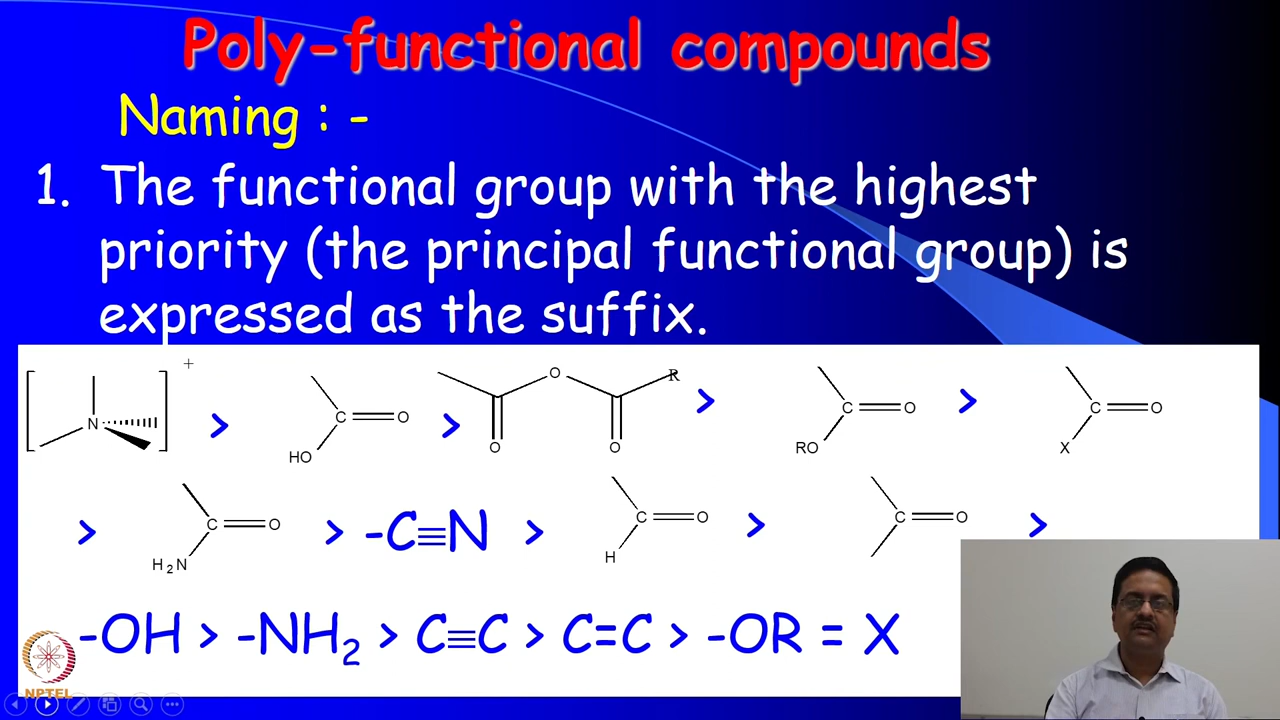 Poly-functional compounds
Naming : -
1. The functional group with the highest
priority (the principal functional group) is
expressed as the suffix.
[ N ]+ > C=O HO > O O O R > C=O RO > C=O X
> C=O H2N > -C≡N > C=O H > C=O >
-OH > -NH2 > C≡C > C=C > -OR = X
NPTEL